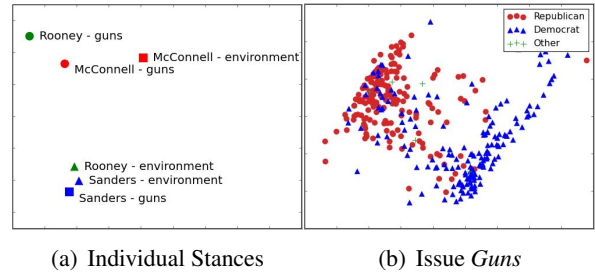 Rooney - guns
McConnell - environment
McConnell - guns
Rooney - environment
Sanders - environment
Sanders - guns
Republican
Democrat
Other
(a) Individual Stances
(b) Issue Guns